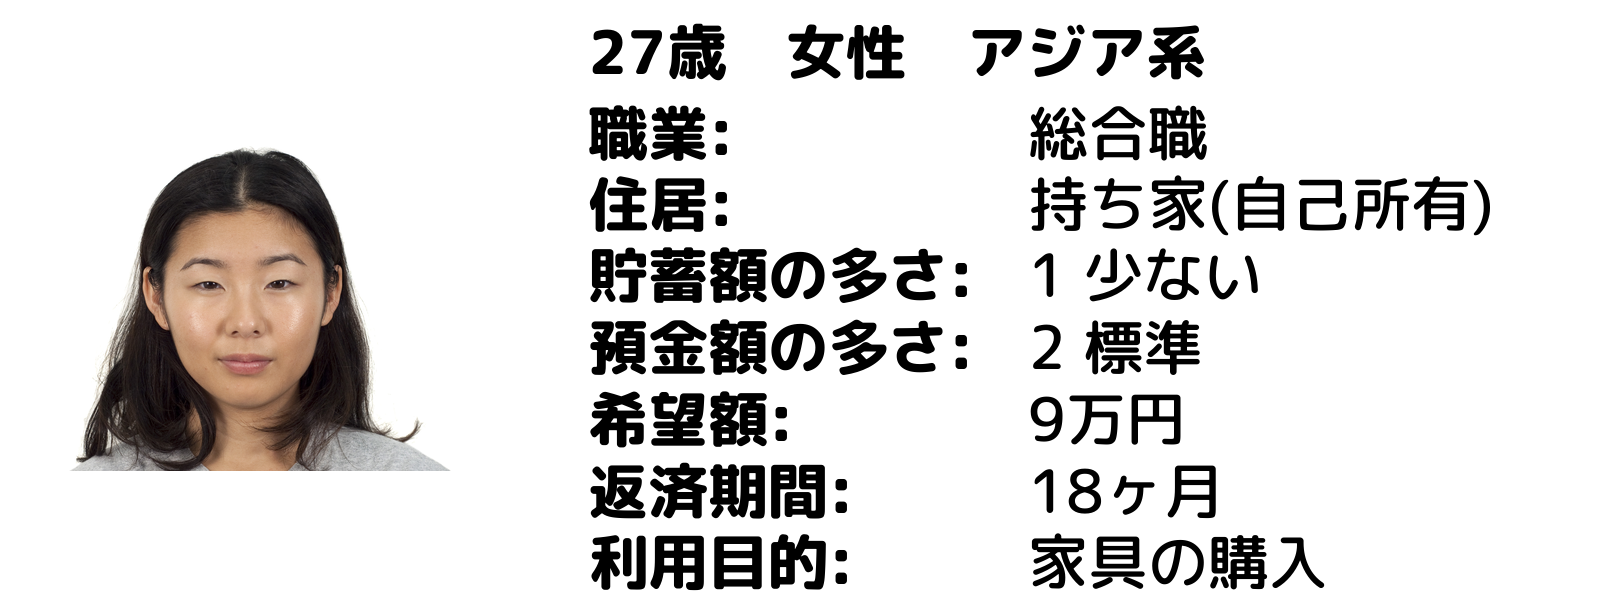 27歳　女性　アジア系
職業: 総合職
住居: 持ち家(自己所有)
貯蓄額の多さ: 1 少ない
預金額の多さ: 2 標準
希望額: 9万円
返済期間: 18ヶ月
利用目的: 家具の購入